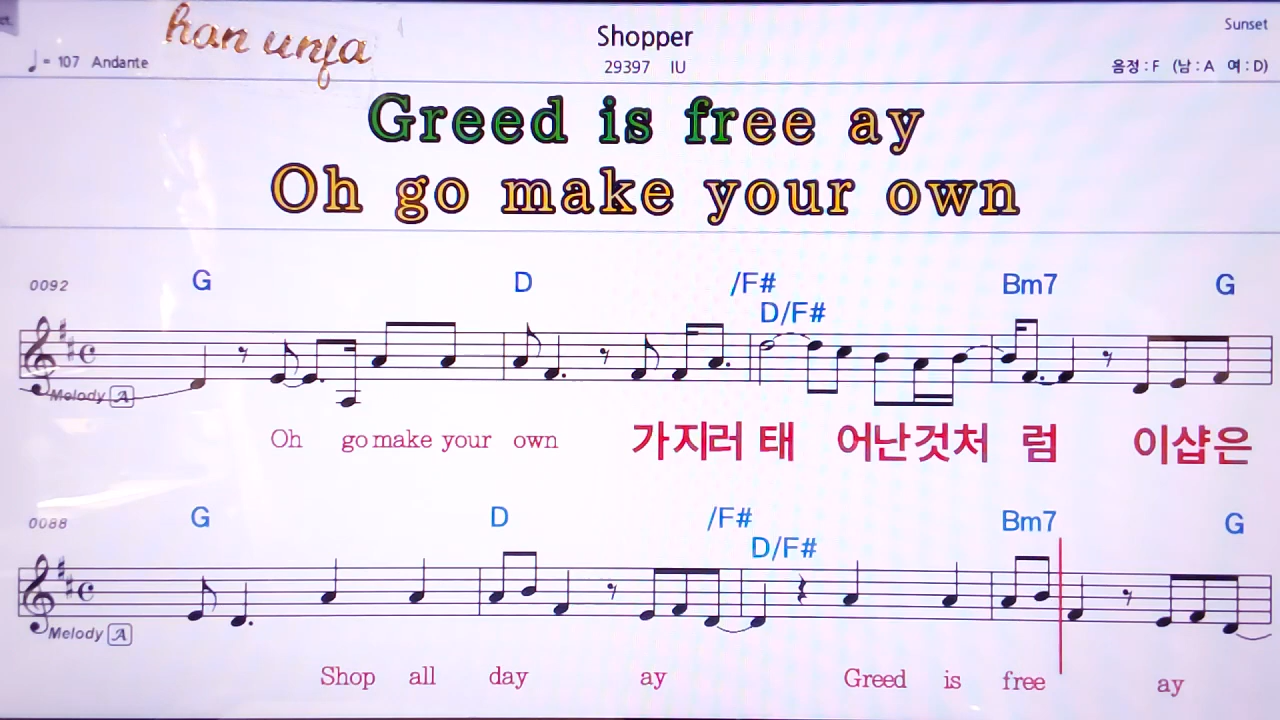 han unja
Shopper
Sunset
♩= 107 Andante
29397 IU
음정 : F (남 : A 여 : D)
Greed is free ay
Oh go make your own
0092
G D /F# Bm7 G
D/F#
Melody A
Oh go make your own 가지러 태 어난것처 럼 이샵은
0088
G D /F# Bm7 G
D/F#
Melody A
Shop all day ay Greed is free ay